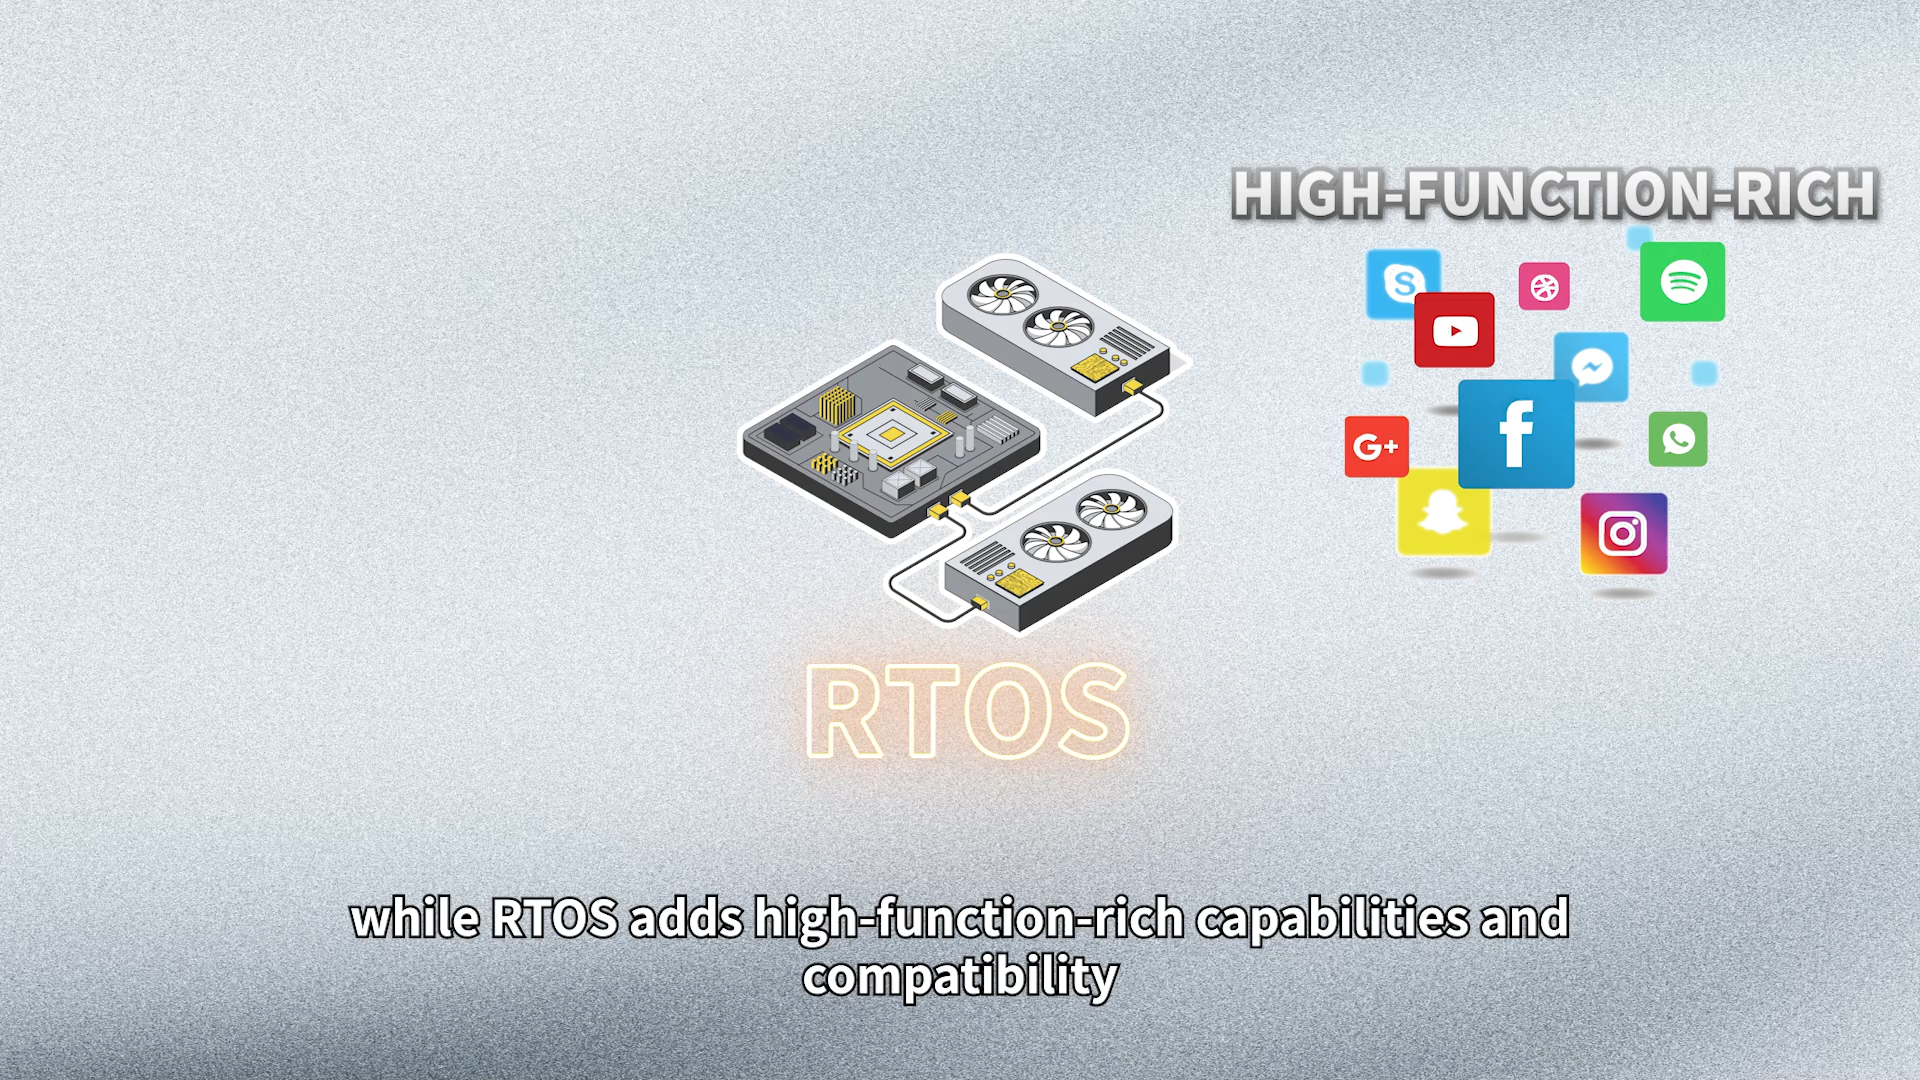 HIGH-FUNCTION-RICH
S
G+
f
RTOS
while RTOS adds high-function-rich capabilities and
compatibility